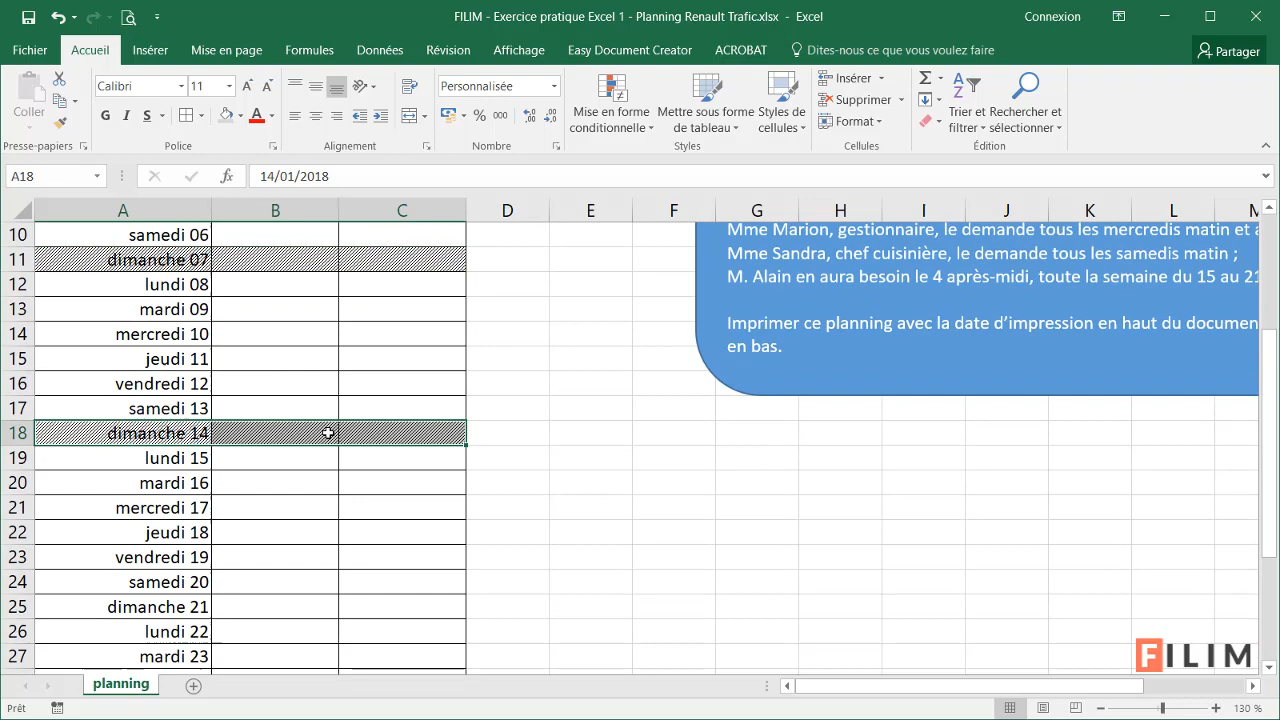 FILIM - Exercice pratique Excel 1 - Planning Renault Trafic.xlsx - Excel
Connexion
Fichier Accueil Insérer Mise en page Formules Données Révision Affichage Easy Document Creator ACROBAT Dites-nous ce que vous voulez faire Partager
Coller
Calibri 11
G I S A
Personnalisée
% 000
Mise en forme conditionnelle
Mettre sous forme de tableau
Styles de cellules
Insérer
Supprimer
Format
Trier et filtrer
Rechercher et sélectionner
Presse-papiers Police Alignement Nombre Styles Cellules Édition
A18 fx 14/01/2018
A B C D E F G H I J K L M
10 samedi 06
11 dimanche 07
12 lundi 08
13 mardi 09
14 mercredi 10
15 jeudi 11
16 vendredi 12
17 samedi 13
18 dimanche 14
19 lundi 15
20 mardi 16
21 mercredi 17
22 jeudi 18
23 vendredi 19
24 samedi 20
25 dimanche 21
26 lundi 22
27 mardi 23
Mme Marion, gestionnaire, le demande tous les mercredis matin et a
Mme Sandra, chef cuisinière, le demande tous les samedis matin ;
M. Alain en aura besoin le 4 après-midi, toute la semaine du 15 au 21
Imprimer ce planning avec la date d'impression en haut du documen
en bas.
FILIM
planning
Prêt
130 %